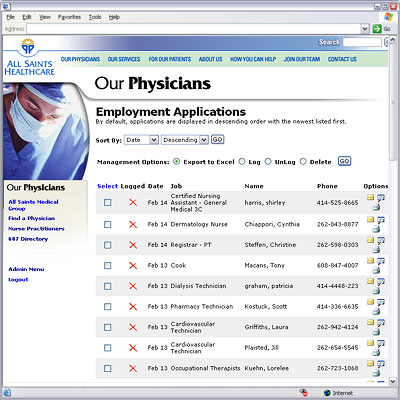 File Edit View Favorites Tools Help
Address Go
Search
ALL SAINTS
HEALTHCARE
OUR PHYSICIANS OUR SERVICES FOR OUR PATIENTS ABOUT US HOW YOU CAN HELP JOIN OUR TEAM CONTACT US
Our Physicians
Employment Applications
By default, applications are displayed in descending order with the newest listed first.
Sort By: Date Descending GO
Management Options: Export to Excel Log UnLog Delete GO
Our Physicians
All Saints Medical
Group
Find a Physician
Nurse Practitioners
687 Directory
Admin Menu
Logout
Select Logged Date Job Name Phone Options
Feb 14 Certified Nursing Assistant - General Medical 3C harris, shirley 414-525-8665
Feb 14 Dermatology Nurse Chiappori, Cynthia 262-843-8877
Feb 14 Registrar - PT Steffen, Christine 262-598-0303
Feb 13 Cook Macans, Tony 608-847-4007
Feb 13 Dialysis Technician graham, patricia 414-4448-223
Feb 13 Pharmacy Technician Kostuck, Scott 414-336-6635
Feb 13 Cardiovascular Technician Griffiths, Laura 262-942-4124
Feb 13 Cardiovascular Technician Plaisted, Jill 262-654-5545
Feb 13 Occupational Therapists Kuehn, Lorelee 262-723-1068
Internet